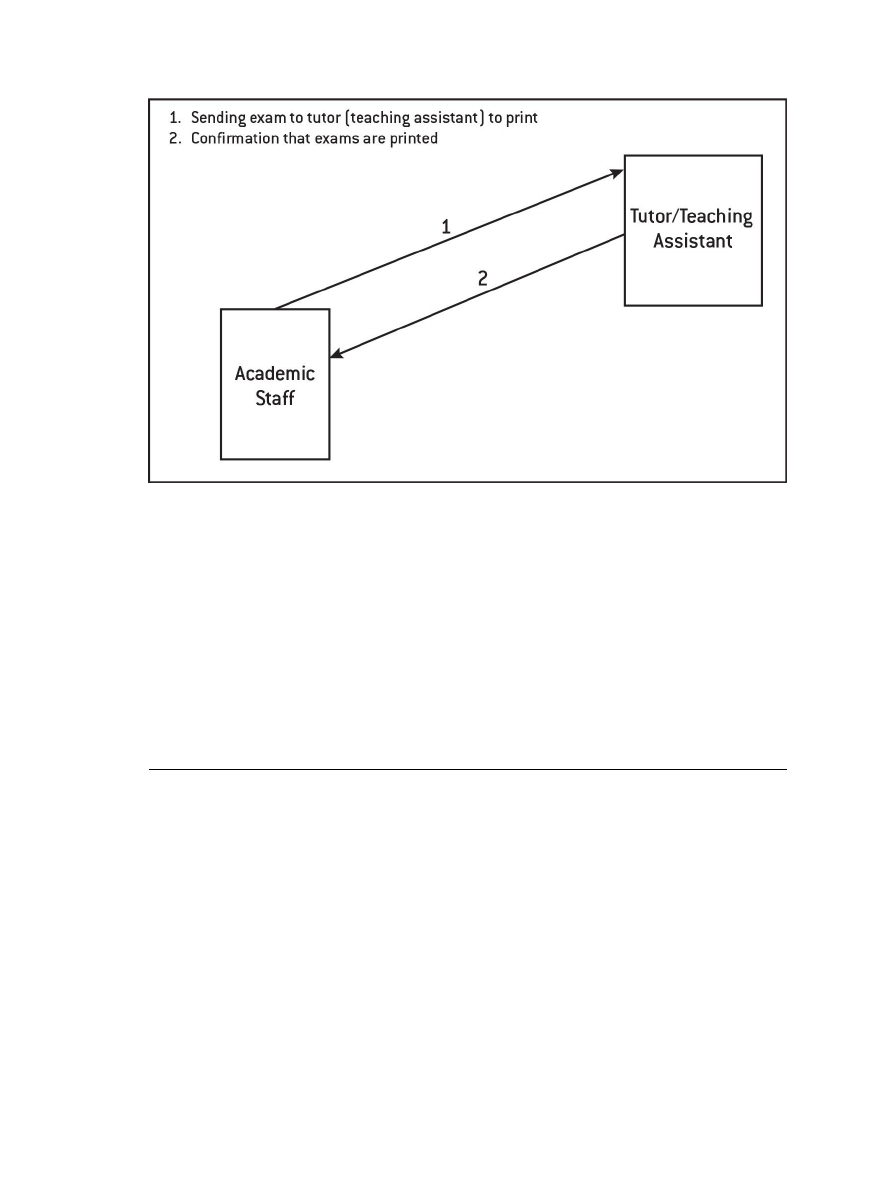 1. Sending exam to tutor (teaching assistant) to print
2. Confirmation that exams are printed
1
Tutor/Teaching
Assistant
2
Academic
Staff